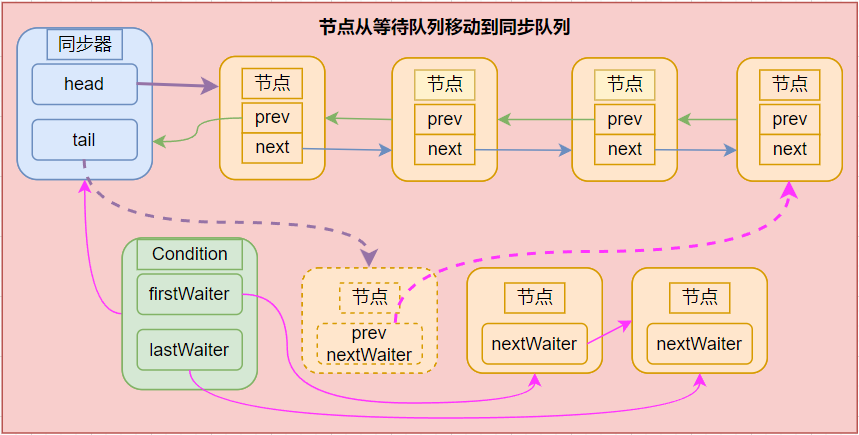 节点从等待队列移动到同步队列
同步器
head
tail
节点
prev
next
节点
prev
next
节点
prev
next
节点
prev
next
Condition
firstWaiter
lastWaiter
节点
prev
nextWaiter
节点
nextWaiter
节点
nextWaiter